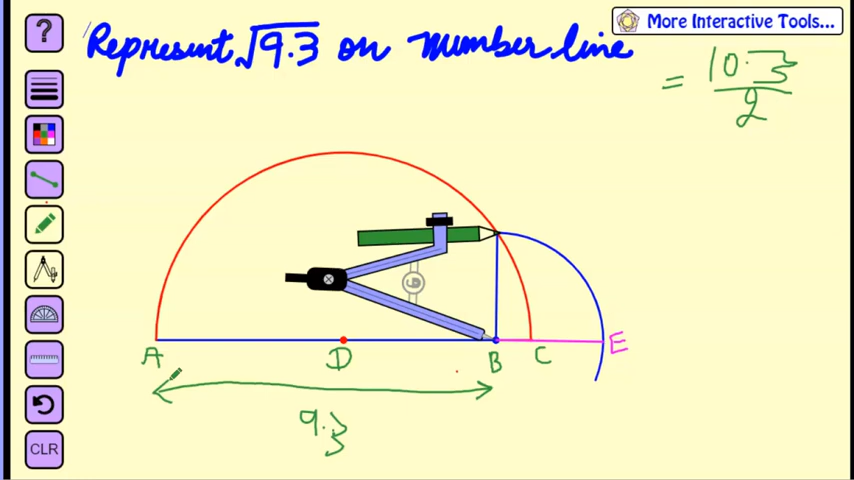 ?
More Interactive Tools...
Represent √9.3 on number line
= 10.3
2
A D B C E
9.3
CLR